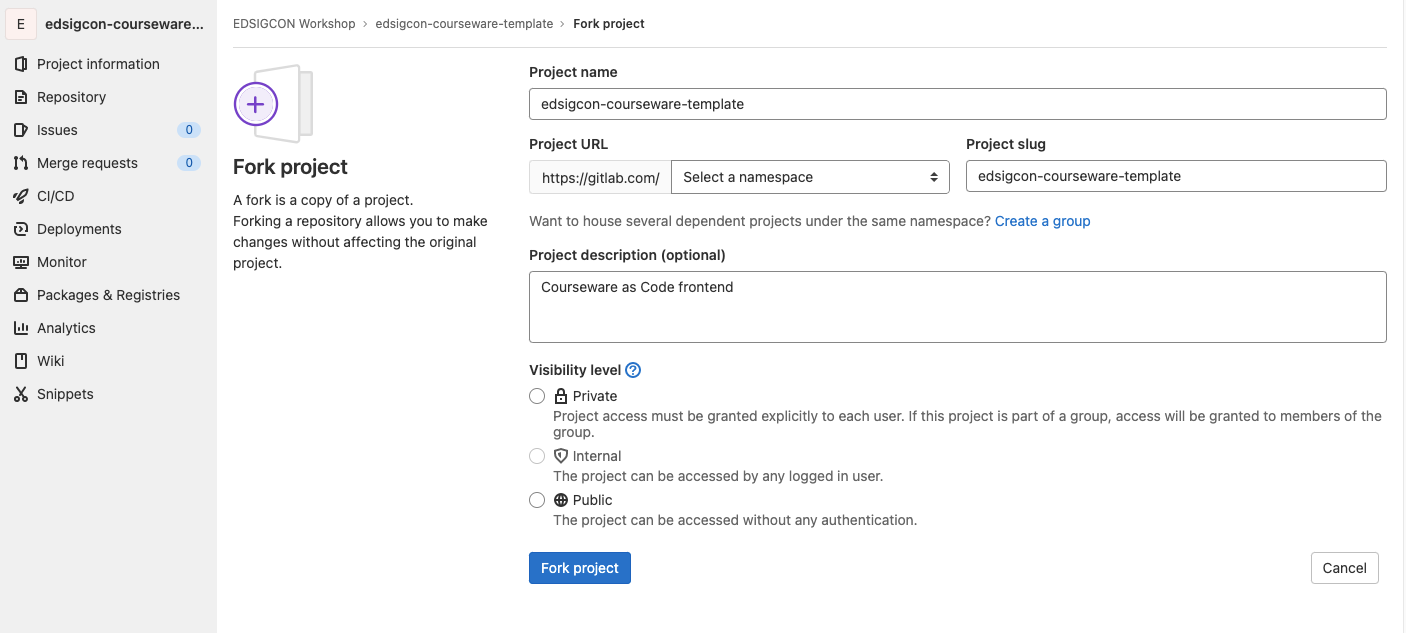 E edsigcon-courseware...
Project information
Repository
Issues 0
Merge requests 0
CI/CD
Deployments
Monitor
Packages & Registries
Analytics
Wiki
Snippets
EDSIGCON Workshop › edsigcon-courseware-template › Fork project
Fork project
A fork is a copy of a project.
Forking a repository allows you to make
changes without affecting the original
project.
Project name
edsigcon-courseware-template
Project URL
https://gitlab.com/ Select a namespace
Project slug
edsigcon-courseware-template
Want to house several dependent projects under the same namespace? Create a group
Project description (optional)
Courseware as Code frontend
Visibility level ?
Private
Project access must be granted explicitly to each user. If this project is part of a group, access will be granted to members of the
group.
Internal
The project can be accessed by any logged in user.
Public
The project can be accessed without any authentication.
Fork project
Cancel